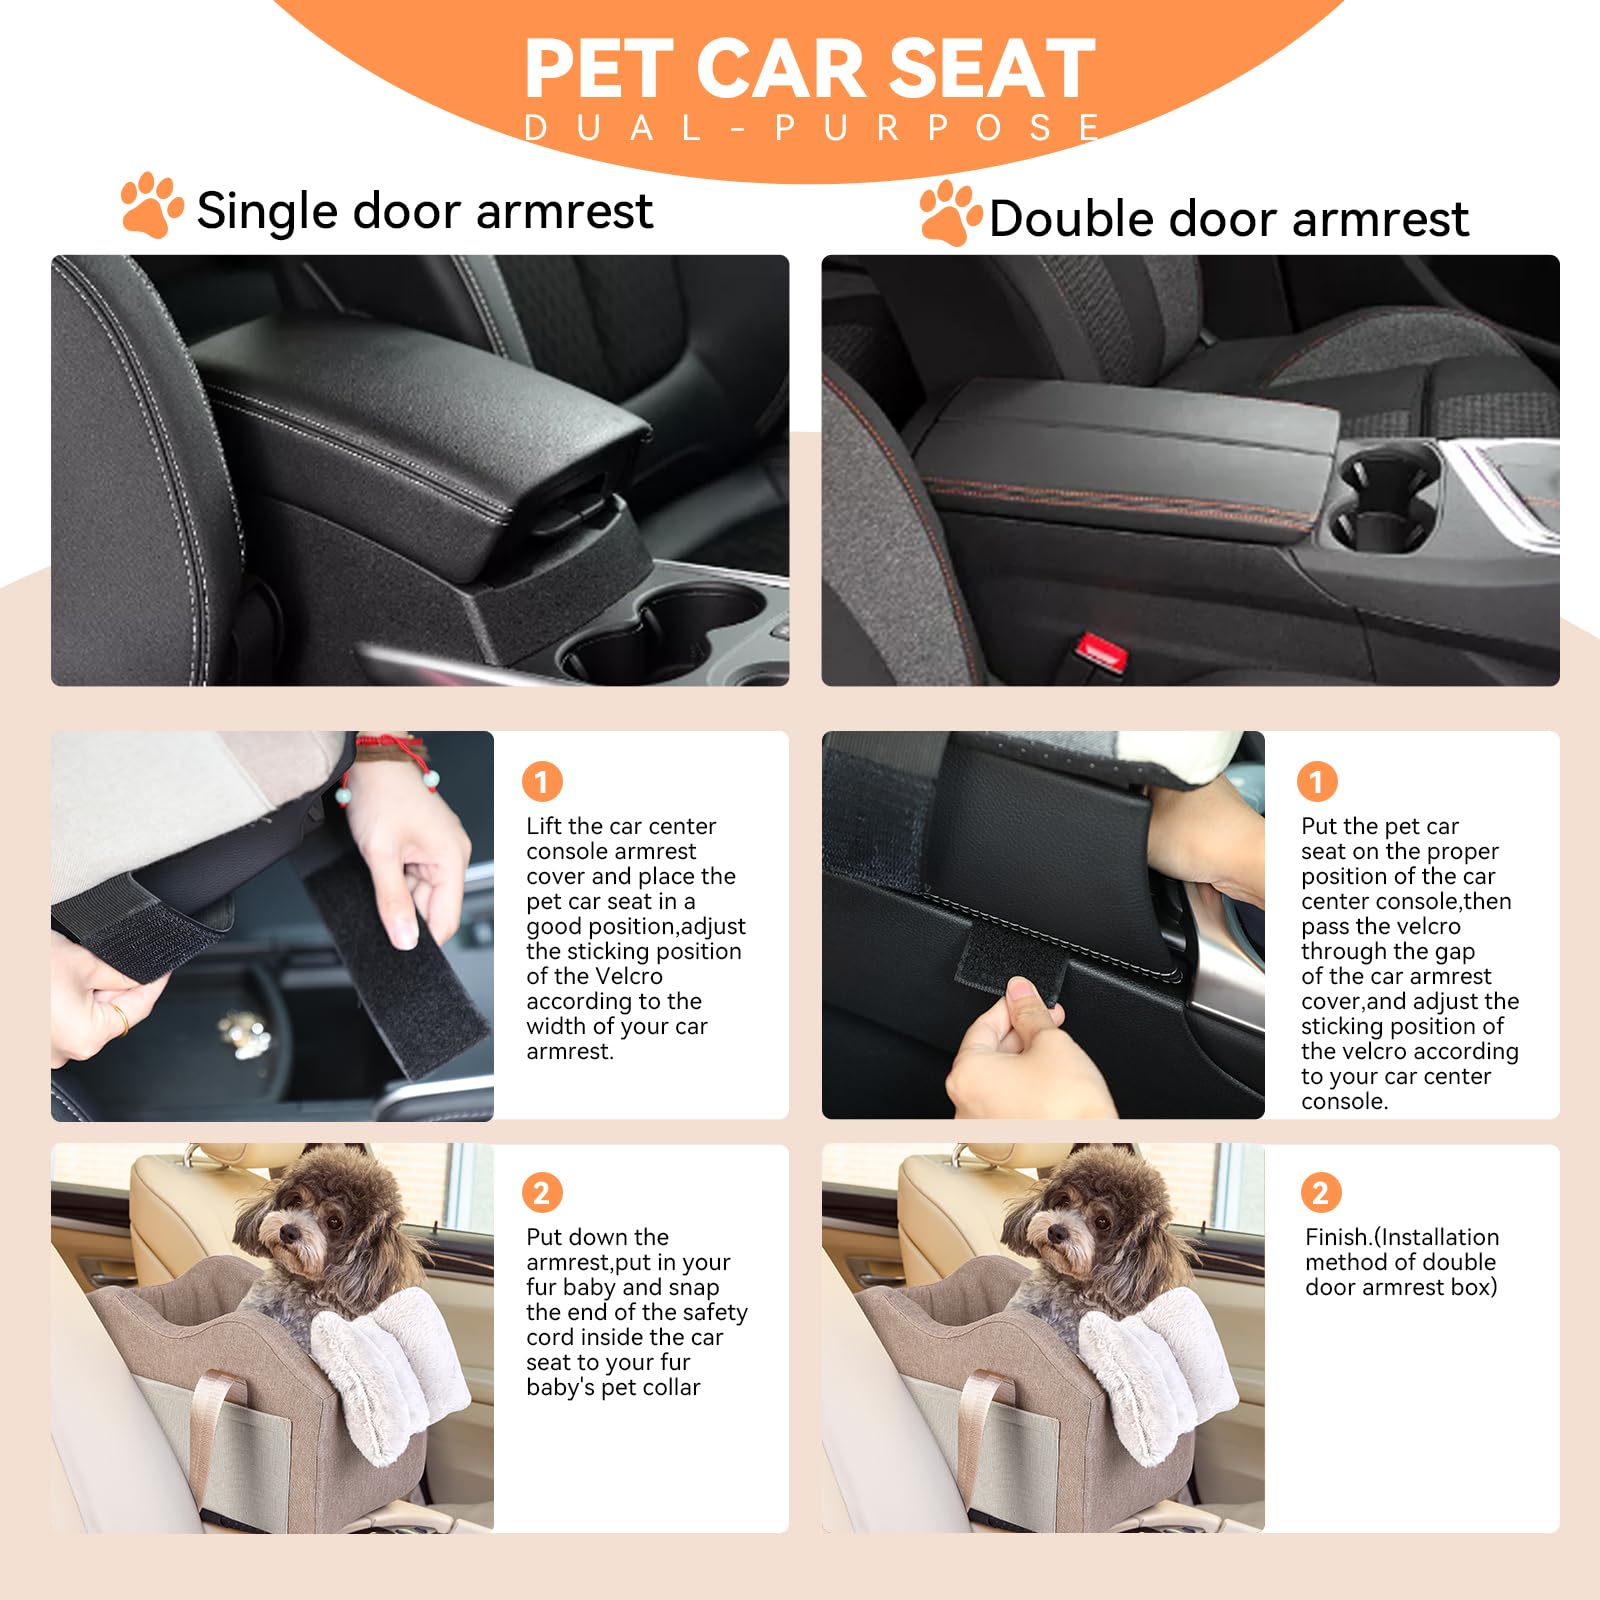 PET CAR SEAT
DUAL-PURPOSE
Single door armrest
Double door armrest
1
Lift the car center
console armrest
cover and place the
pet car seat in a
good position,adjust
the sticking position
of the Velcro
according to the
width of your car
armrest.
1
Put the pet car
seat on the proper
position of the car
center console,then
pass the velcro
through the gap
of the car armrest
cover,and adjust the
sticking position of
the velcro according
to your car center
console.
2
Put down the
armrest,put in your
fur baby and snap
the end of the safety
cord inside the car
seat to your fur
baby's pet collar
2
Finish.(Installation
method of double
door armrest box)